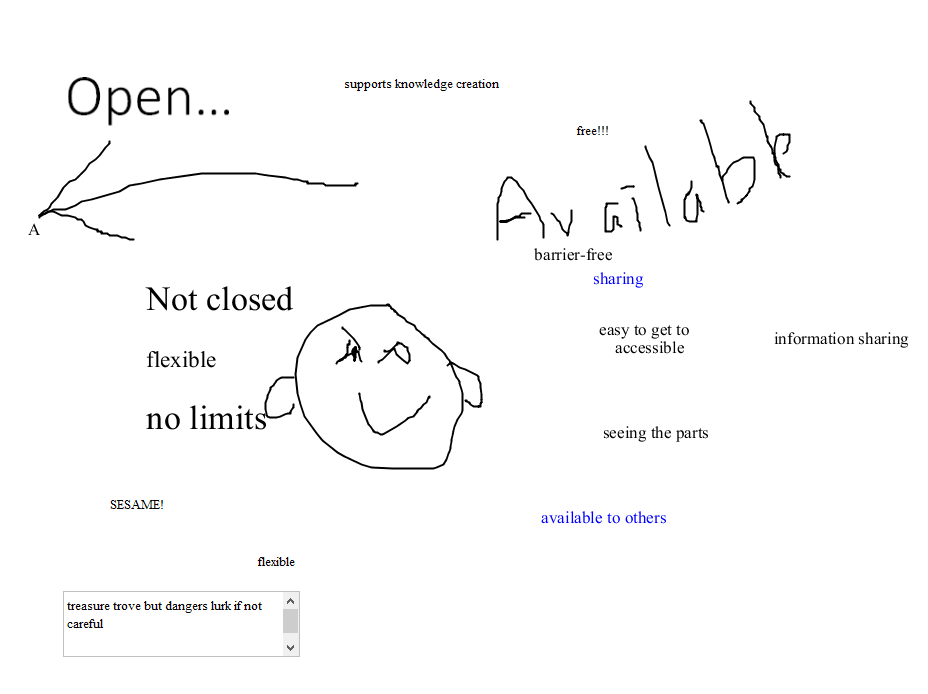 Open...
supports knowledge creation
free!!!
Available
A
barrier-free
sharing
Not closed
easy to get to
accessible
information sharing
flexible
no limits
seeing the parts
SESAME!
available to others
flexible
treasure trove but dangers lurk if not
careful